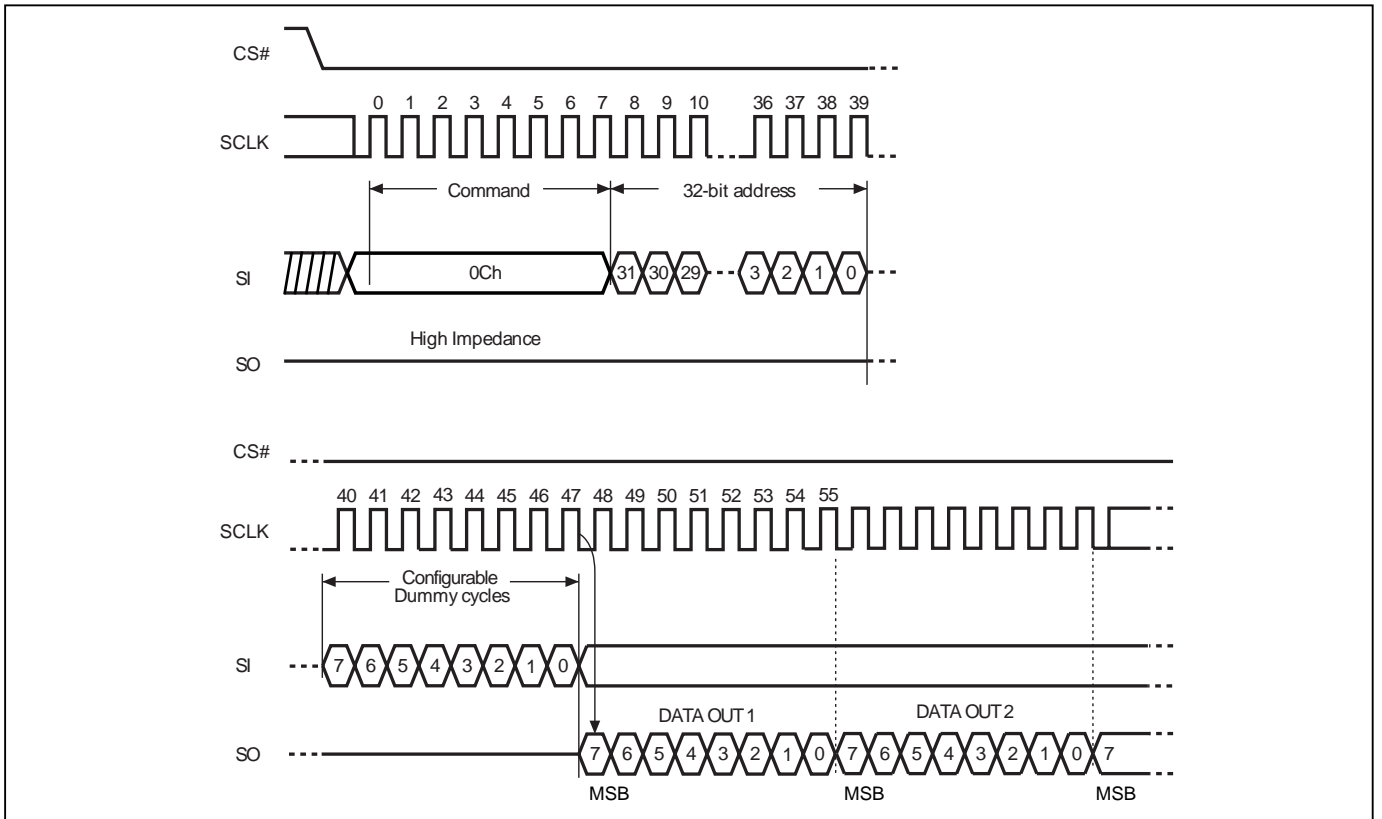 CS#
0 1 2 3 4 5 6 7 8 9 10 36 37 38 39
SCLK
Command 32-bit address
SI 0Ch 31 30 29 3 2 1 0
High Impedance
SO
CS#
40 41 42 43 44 45 46 47 48 49 50 51 52 53 54 55
SCLK
Configurable
Dummy cycles
SI 7 6 5 4 3 2 1 0
DATA OUT 1 DATA OUT 2
SO 7 6 5 4 3 2 1 0 7 6 5 4 3 2 1 0 7
MSB MSB MSB